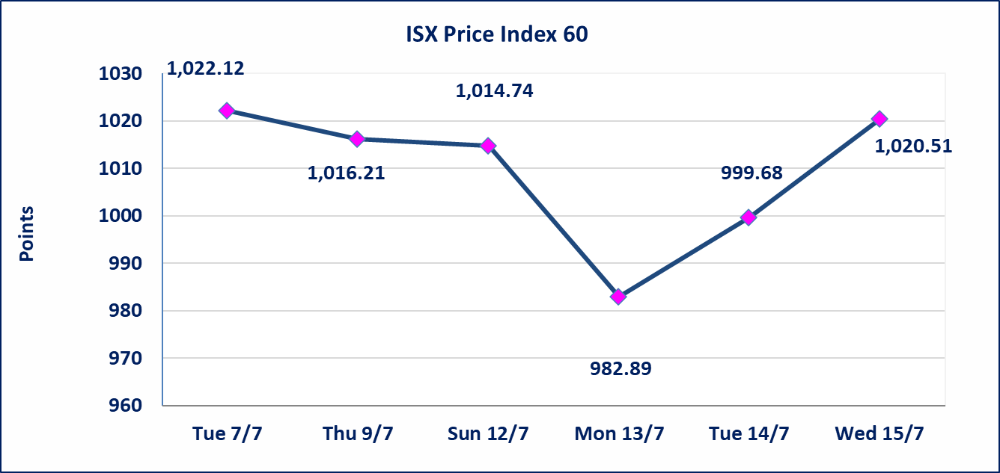 ISX Price Index 60
Points
1030
1020
1010
1000
990
980
970
960
1,022.12
1,016.21
1,014.74
982.89
999.68
1,020.51
Tue 7/7
Thu 9/7
Sun 12/7
Mon 13/7
Tue 14/7
Wed 15/7